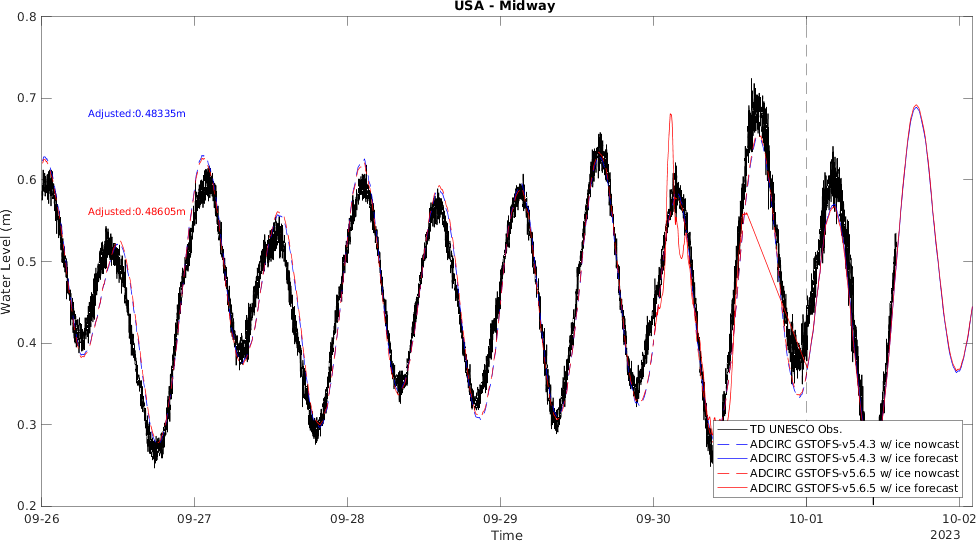 USA - Midway
0.8
0.7
0.6
0.5
0.4
0.3
0.2
Water Level (m)
Adjusted:0.48335m
Adjusted:0.48605m
TD UNESCO Obs.
ADCIRC GSTOFS-v5.4.3 w/ ice nowcast
ADCIRC GSTOFS-v5.4.3 w/ ice forecast
ADCIRC GSTOFS-v5.6.5 w/ ice nowcast
ADCIRC GSTOFS-v5.6.5 w/ ice forecast
09-26 09-27 09-28 09-29 09-30 10-01 10-02
Time
2023